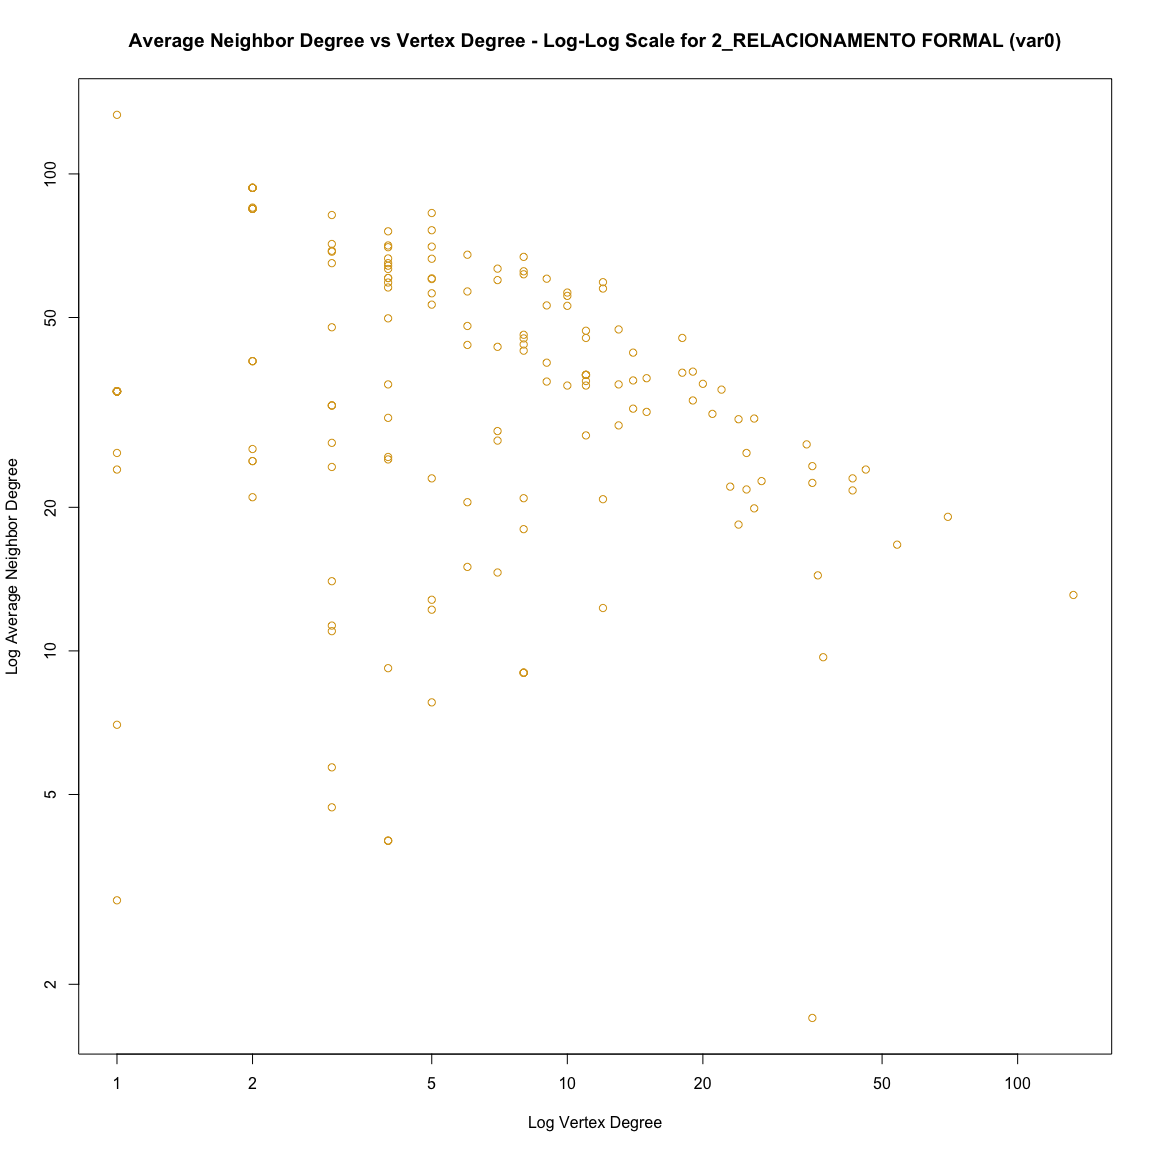 Average Neighbor Degree vs Vertex Degree - Log-Log Scale for 2_RELACIONAMENTO FORMAL (var0)
Log Average Neighbor Degree
100
50
20
10
5
2
1 2 5 10 20 50 100
Log Vertex Degree